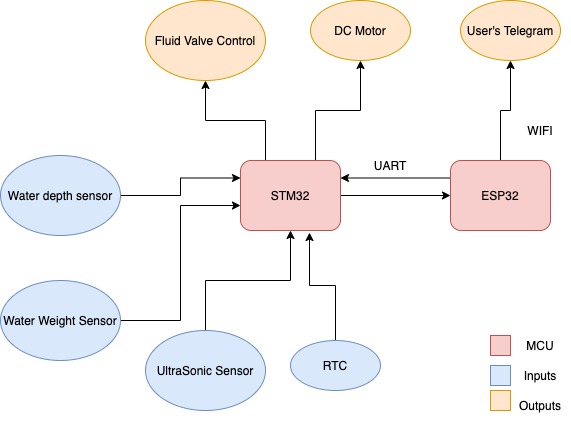 Fluid Valve Control
DC Motor
User's Telegram
WIFI
UART
Water depth sensor
STM32
ESP32
Water Weight Sensor
UltraSonic Sensor
RTC
MCU
Inputs
Outputs